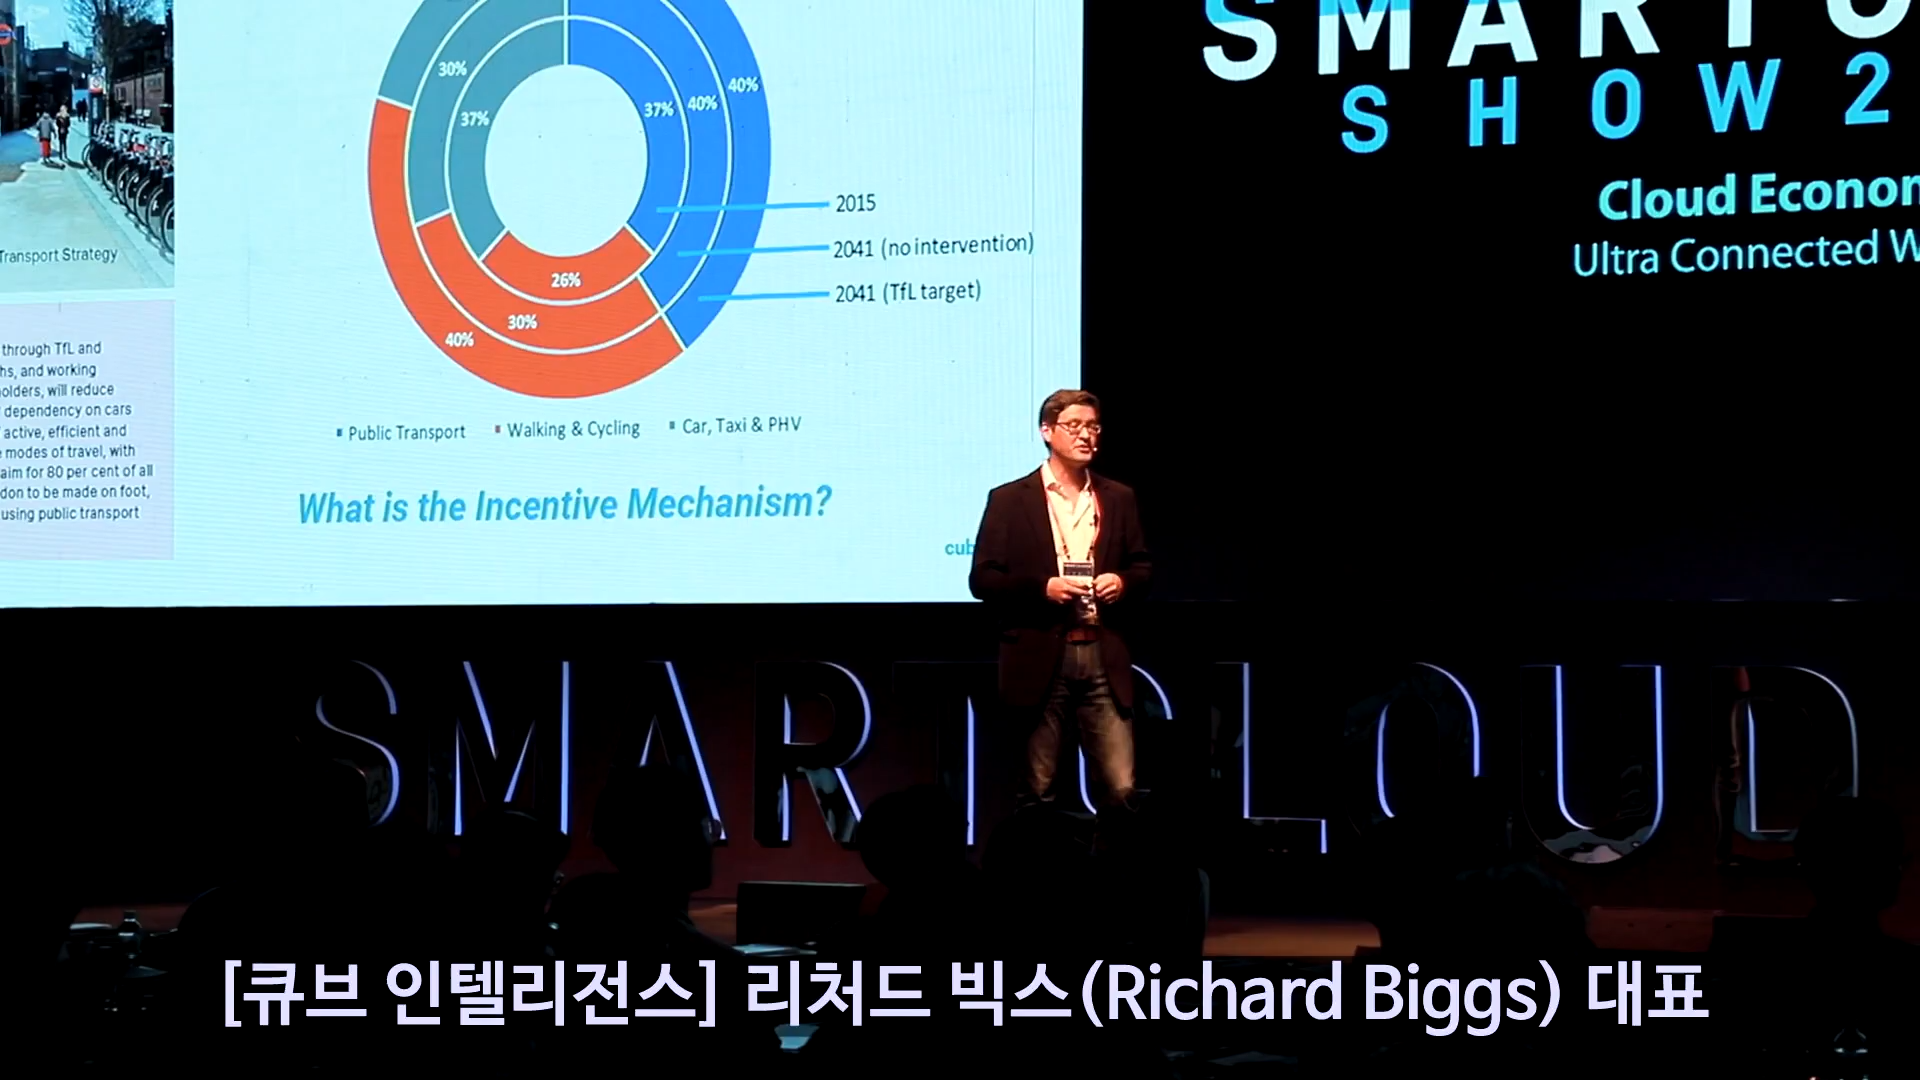 Transport Strategy
through TfL and
and working
will reduce
dependency on cars
active, efficient and
modes of travel, with
aim for 80 per cent of all
to be made on foot,
using public transport
30%
37%
37%
40%
40%
26%
30%
40%
2015
2041 (no intervention)
2041 (TfL target)
Public Transport
Walking & Cycling
Car, Taxi & PHV
What is the Incentive Mechanism?
cub
SMART
SHOW 2
Cloud Econom
Ultra Connected W
SMARTCLOUD
[큐브 인텔리전스] 리처드 빅스(Richard Biggs) 대표